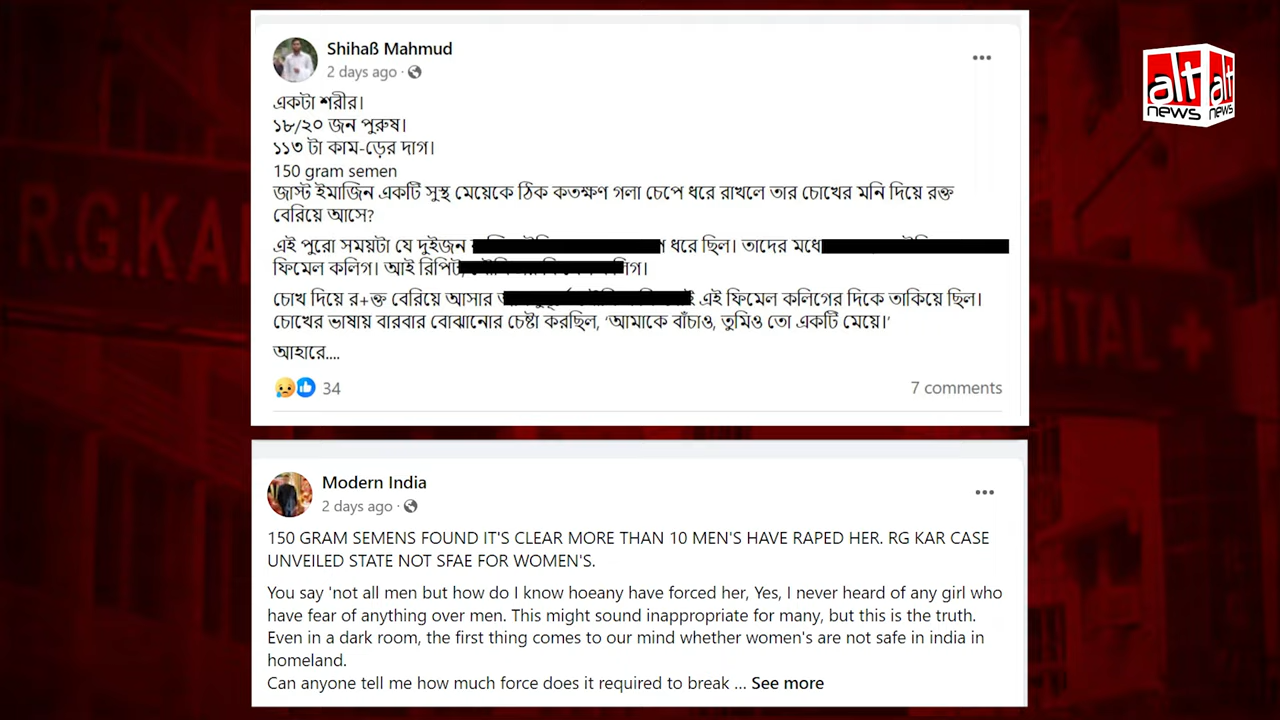 Shihaß Mahmud
2 days ago ·
একটা শরীর।
১৮/২০ জন পুরুষ।
১১৩ টা কাম-ড়ের দাগ।
150 gram semen
জাস্ট ইমাজিন একটি সুস্থ মেয়েকে ঠিক কতক্ষণ গলা চেপে ধরে রাখলে তার চোখের মনি দিয়ে রক্ত
বেরিয়ে আসে?
এই পুরো সময়টা যে দুইজন ধরে ছিল। তাদের মধ্যে
ফিমেল কলিগ। আই রিপিট,
চোখ দিয়ে র+ক্ত বেরিয়ে আসার এই ফিমেল কলিগের দিকে তাকিয়ে ছিল।
চোখের ভাষায় বারবার বোঝানোর চেষ্টা করছিল, ‘আমাকে বাঁচাও, তুমিও তো একটি মেয়ে।’
আহারে....
34
7 comments
alt news
alt news
R.G.KAR
PITAL
Modern India
2 days ago ·
150 GRAM SEMENS FOUND IT'S CLEAR MORE THAN 10 MEN'S HAVE RAPED HER. RG KAR CASE
UNVEILED STATE NOT SFAE FOR WOMEN'S.
You say 'not all men but how do I know hoeany have forced her, Yes, I never heard of any girl who
have fear of anything over men. This might sound inappropriate for many, but this is the truth.
Even in a dark room, the first thing comes to our mind whether women's are not safe in india in
homeland.
Can anyone tell me how much force does it required to break ... See more